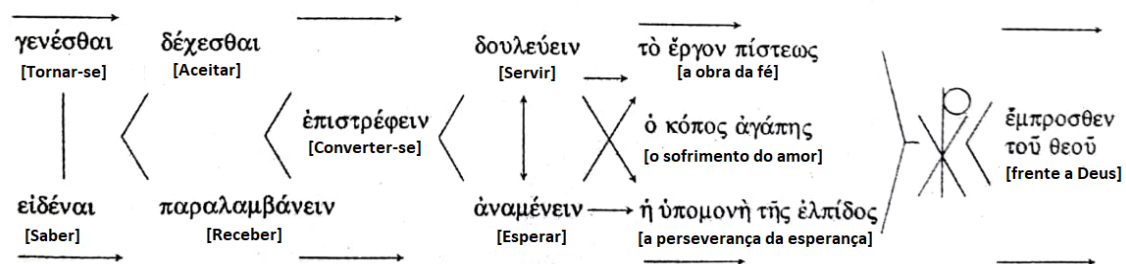 γενέσθαι
[Tornar-se]
δέχεσθαι
[Aceitar]
δουλεύειν
[Servir]
τὸ ἔργον πίστεως
[a obra da fé]
ἐπιστρέφειν
[Converter-se]
ὁ κόπος ἀγάπης
[o sofrimento do amor]
ἔμπροσθεν
τοῦ θεοῦ
[frente a Deus]
εἰδέναι
[Saber]
παραλαμβάνειν
[Receber]
ἀναμένειν
[Esperar]
ἡ ὑπομονὴ τῆς ἐλπίδος
[a perseverança da esperança]